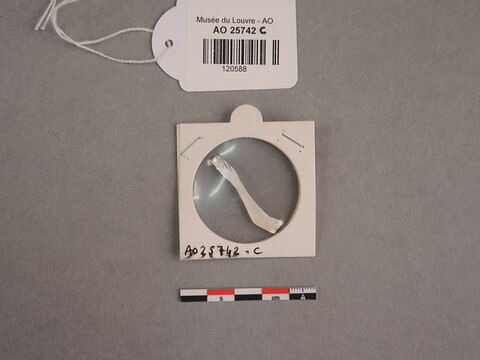 Musée du Louvre - AO
AO 25742 C
120588
AO25742-C
5
cm
A